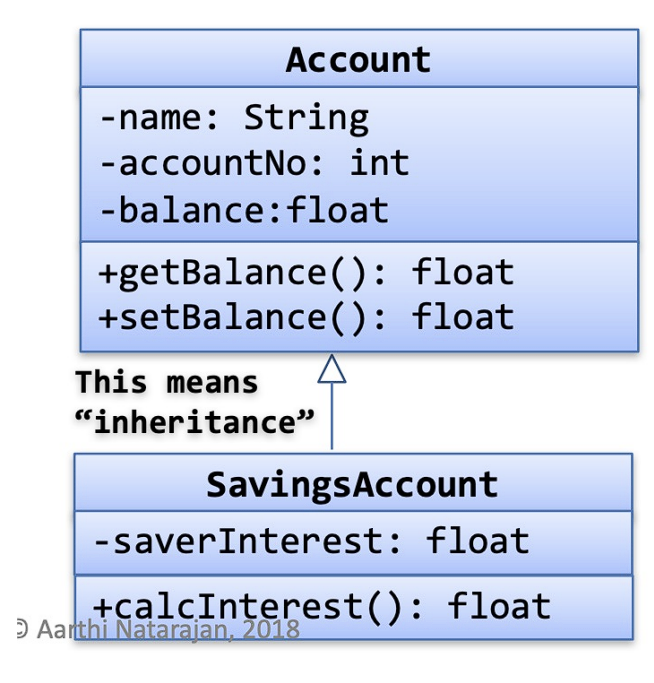 Account
-name: String
-accountNo: int
-balance:float
+getBalance(): float
+setBalance(): float
This means
“inheritance”
SavingsAccount
-saverInterest: float
+calcInterest(): float
© Aarthi Natarajan, 2018